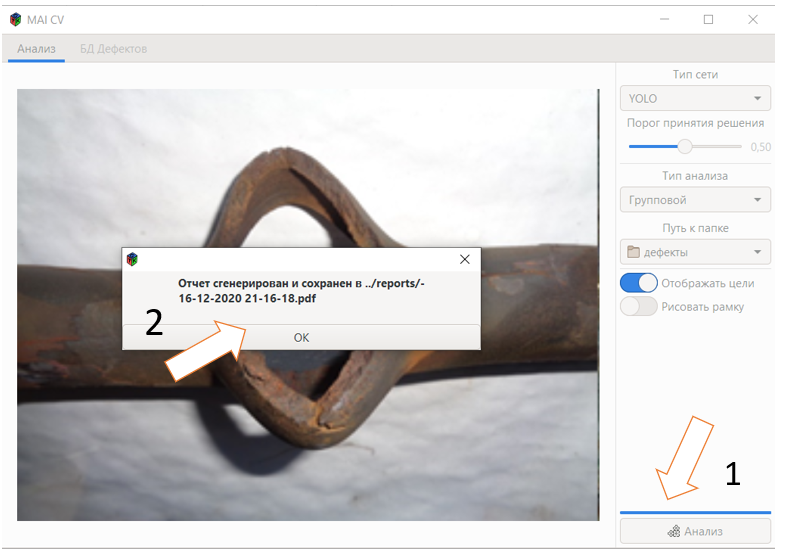 MAI CV
Анализ
БД Дефектов
Тип сети
YOLO
Порог принятия решения
0,50
Тип анализа
Групповой
Путь к папке
дефекты
Отображать цели
Рисовать рамку
Отчет сгенерирован и сохранен в ../reports/-
16-12-2020 21-16-18.pdf
2
ОК
1
Анализ